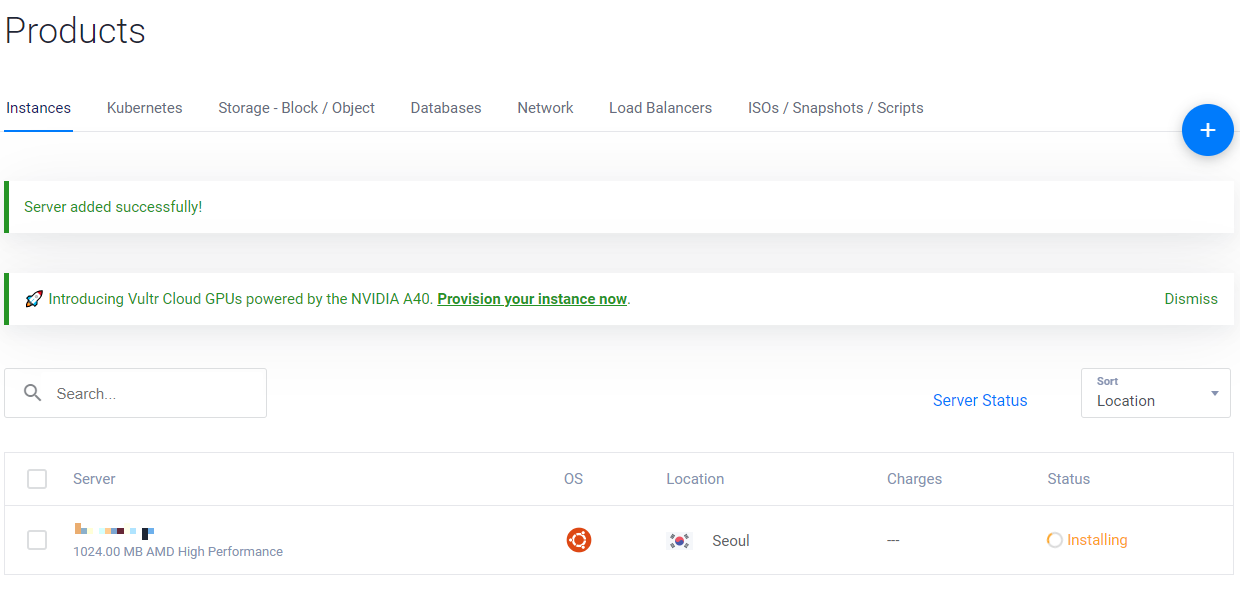 Products
Instances Kubernetes Storage - Block / Object Databases Network Load Balancers ISOs / Snapshots / Scripts
+
Server added successfully!
🚀 Introducing Vultr Cloud GPUs powered by the NVIDIA A40. Provision your instance now. Dismiss
Search... Server Status Sort
Location
Server OS Location Charges Status
1024.00 MB AMD High Performance Seoul --- Installing